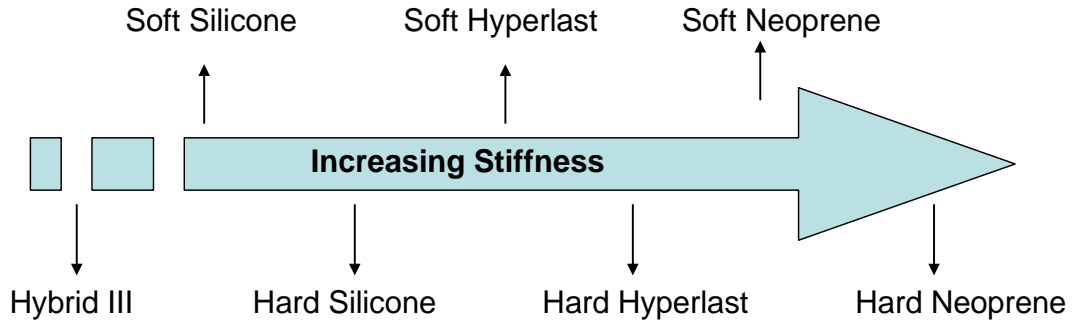 Soft Silicone Soft Hyperlast Soft Neoprene
Increasing Stiffness
Hybrid III Hard Silicone Hard Hyperlast Hard Neoprene